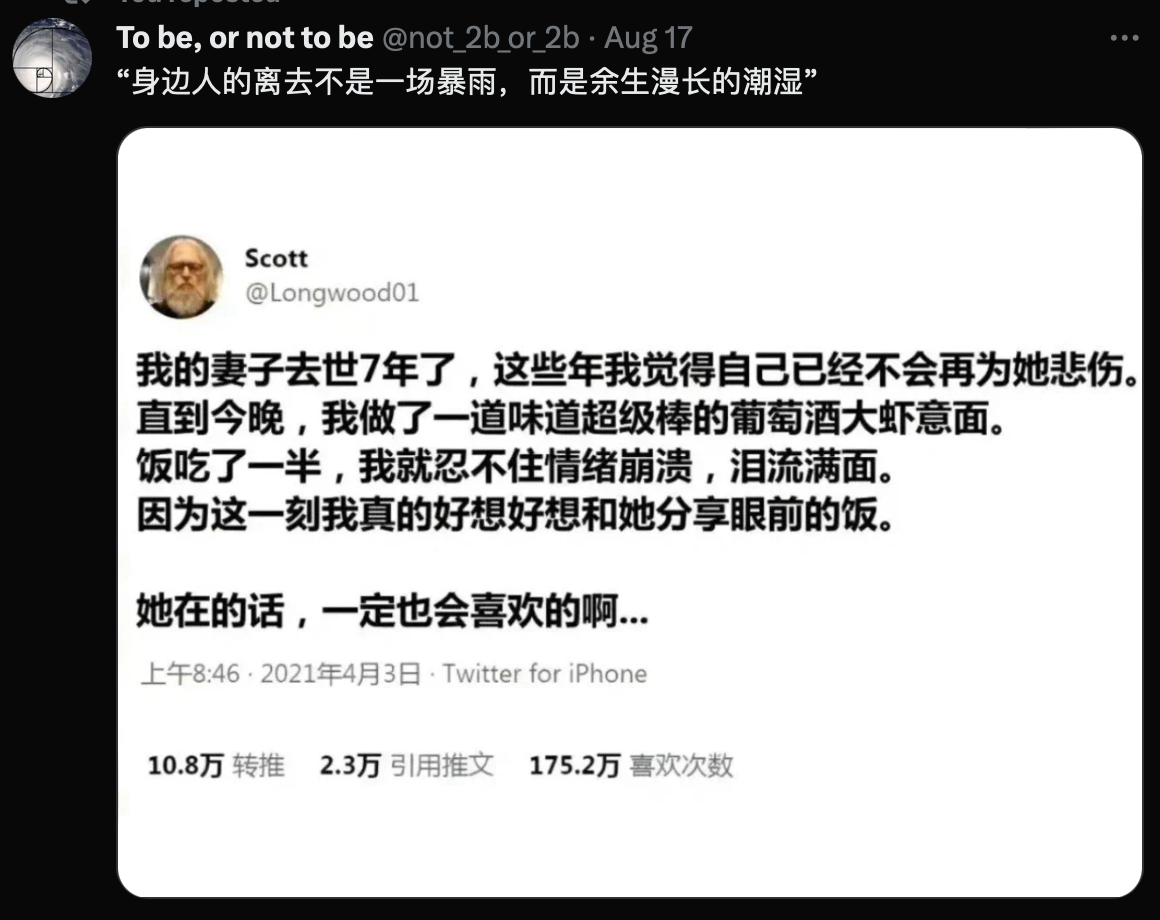 You reposted
To be, or not to be @not_2b_or_2b · Aug 17
“身边人的离去不是一场暴雨，而是余生漫长的潮湿”
Scott
@Longwood01
我的妻子去世7年了，这些年我觉得自己已经不会再为她悲伤。
直到今晚，我做了一道味道超级棒的葡萄酒大虾意面。
饭吃了一半，我就忍不住情绪崩溃，泪流满面。
因为这一刻我真的好想好想和她分享眼前的饭。
她在的话，一定也会喜欢的啊...
上午8:46 · 2021年4月3日 · Twitter for iPhone
10.8万 转推 2.3万 引用推文 175.2万 喜欢次数